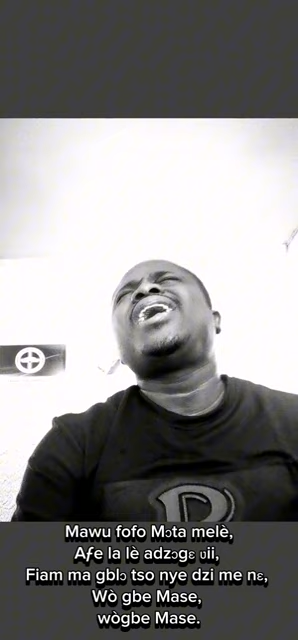 Mawu fofo Mɔta melè,
Aƒe la lè adzɔgɛ ʋii,
Fiam ma gblɔ tso nye dzi me nɛ,
Wò gbe Mase,
wògbe Mase.